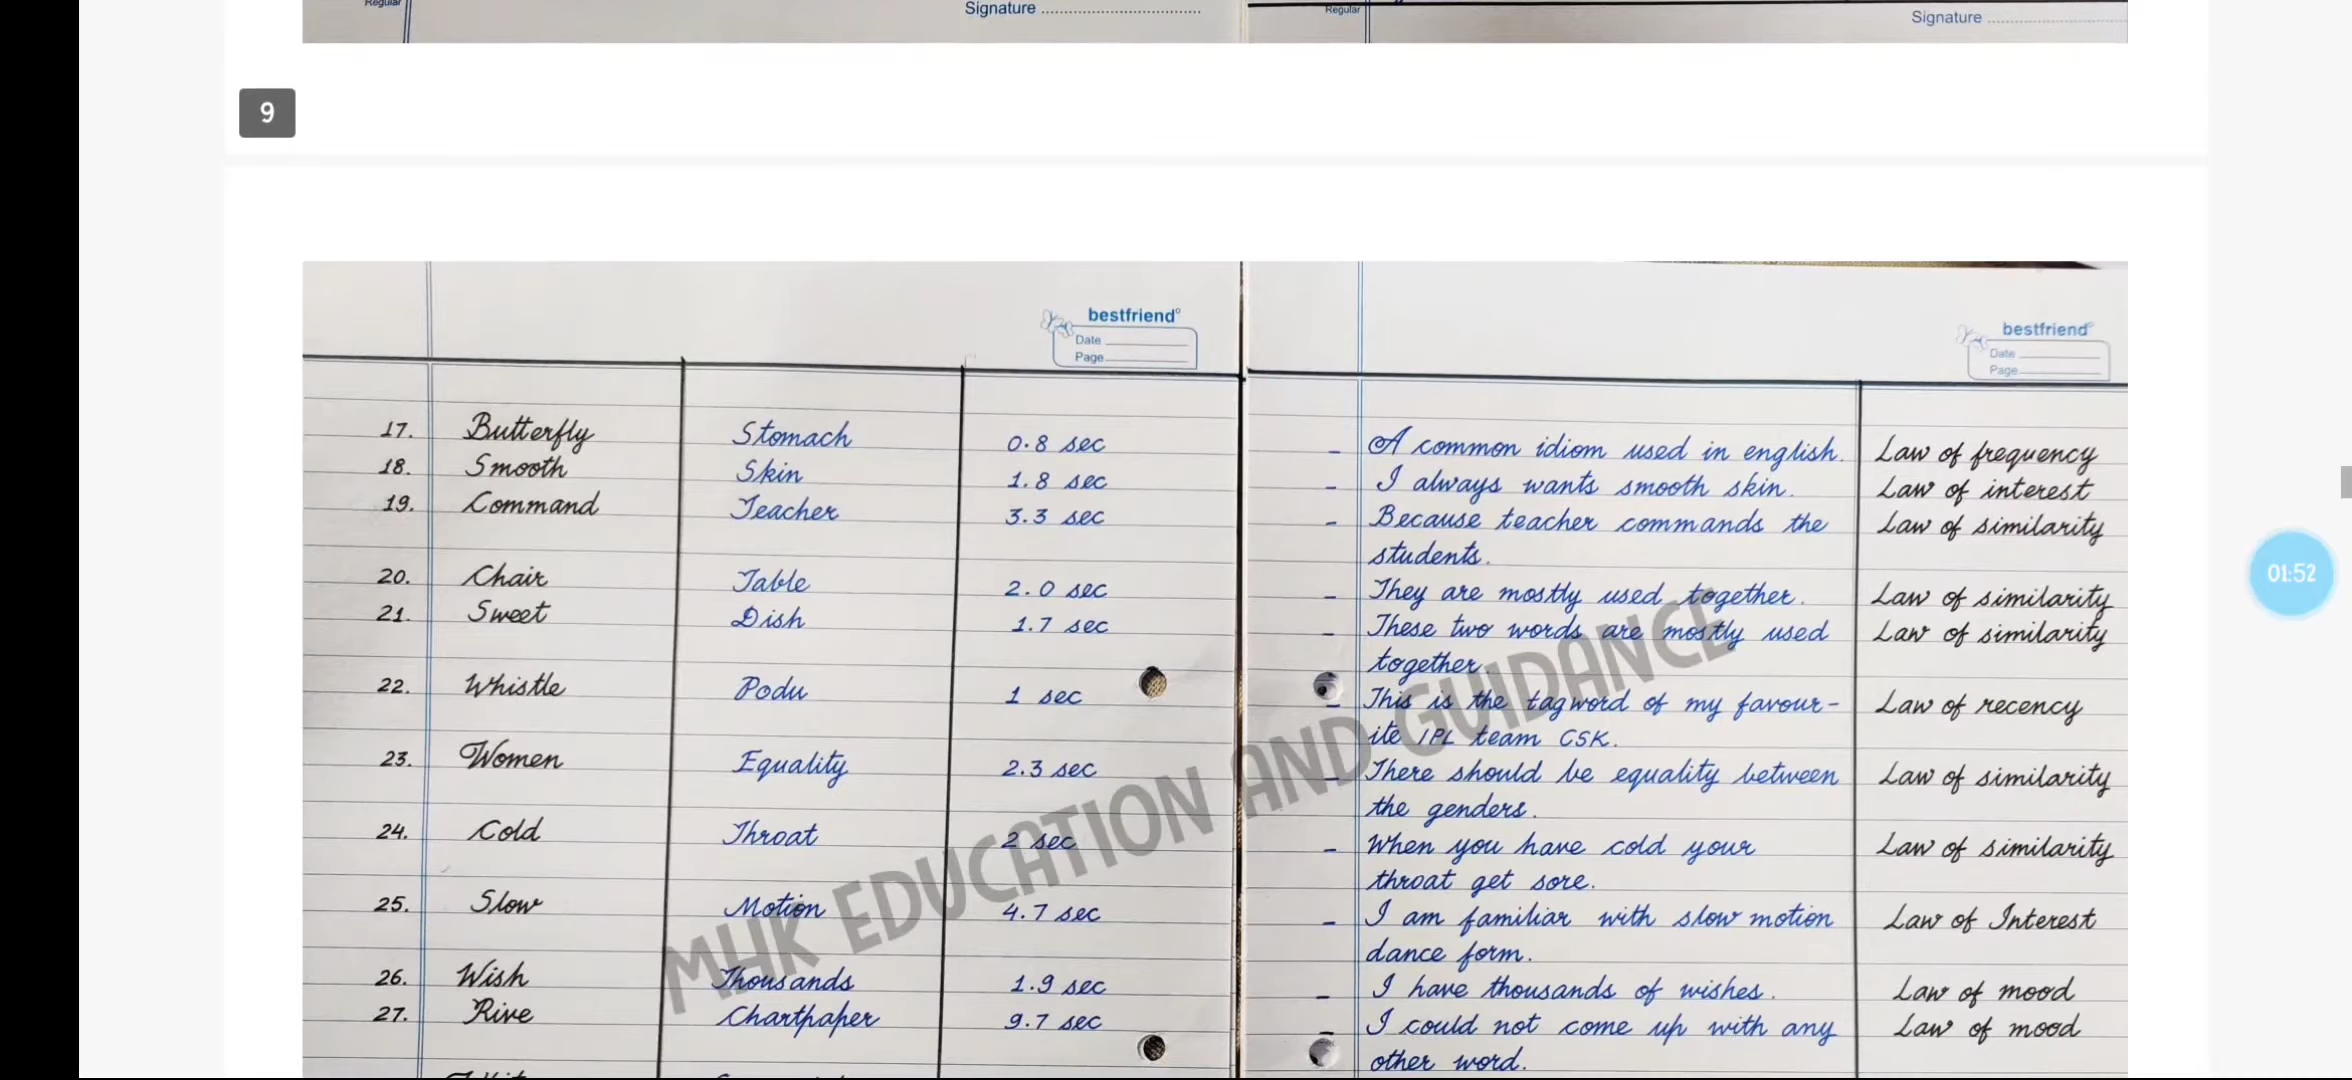 Regular
Signature
Regular
Signature
9
bestfriend
Date
Page
bestfriend
Date
Page
17. Butterfly Stomach 0.8 sec - A common idiom used in english. Law of frequency
18. Smooth Skin 1.8 sec - I always wants smooth skin. Law of interest
19. Command Teacher 3.3 sec - Because teacher commands the Law of similarity
students.
20. Chair Table 2.0 sec - They are mostly used together. Law of similarity
21. Sweet Dish 1.7 sec - These two words are mostly used Law of similarity
together.
22. Whistle Podu 1 sec - This is the tagword of my favour- Law of recency
ite IPL team CSK.
23. Women Equality 2.3 sec - There should be equality between Law of similarity
the genders.
24. Cold Throat 2 sec - When you have cold your Law of similarity
throat get sore.
25. Slow Motion 4.7 sec - I am familiar with slow motion Law of Interest
dance form.
26. Wish Thousands 1.9 sec - I have thousands of wishes. Law of mood
27. Rive Chartpaper 9.7 sec - I could not come up with any Law of mood
other word.
MHK EDUCATION AND GUIDANCE
01:52